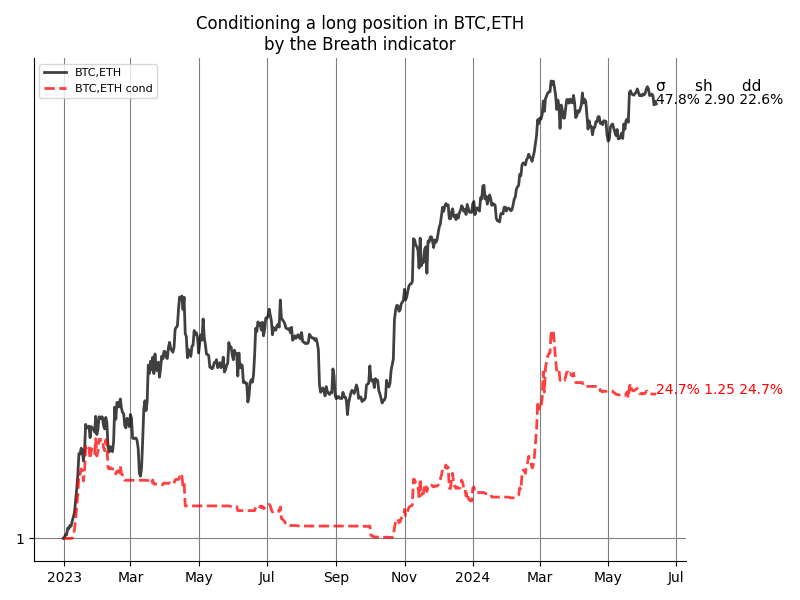 Conditioning a long position in BTC,ETH
by the Breath indicator
BTC,ETH
BTC,ETH cond
σ sh dd
47.8% 2.90 22.6%
24.7% 1.25 24.7%
1
2023 Mar May Jul Sep Nov 2024 Mar May Jul